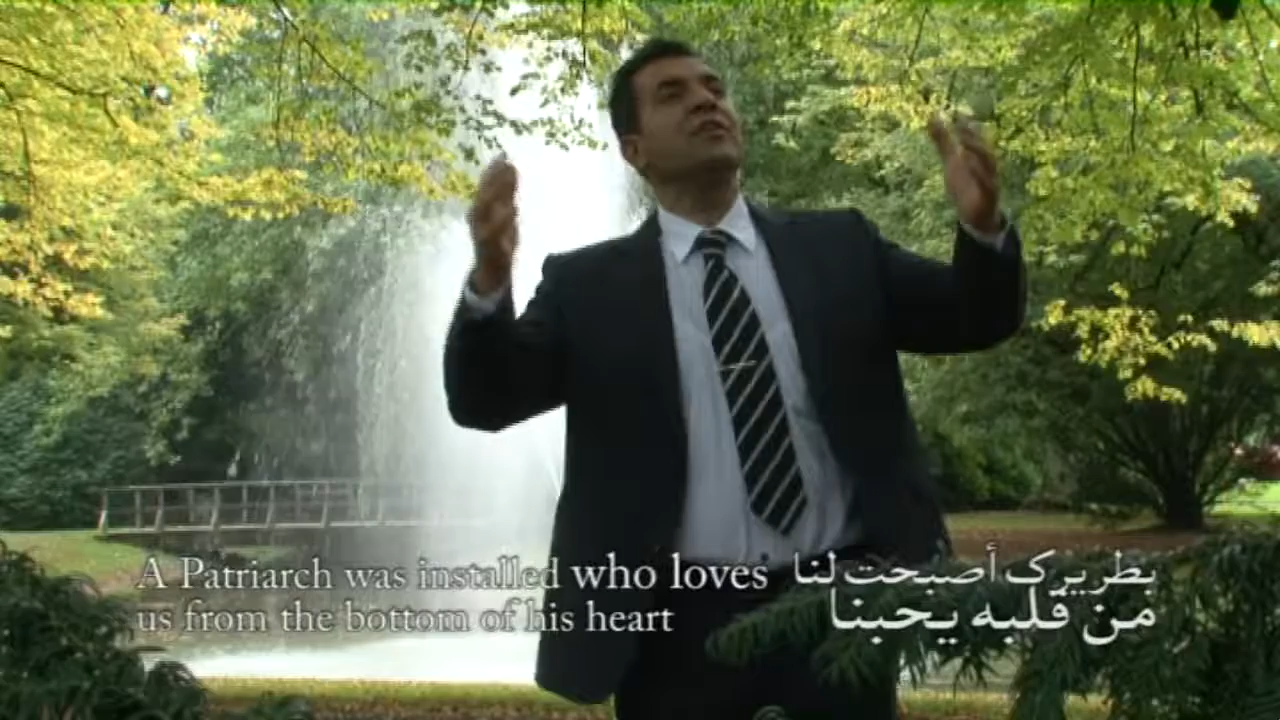 A Patriarch was installed who loves
us from the bottom of his heart
بطريرك أصبحت لنا
من قلبه يحبنا